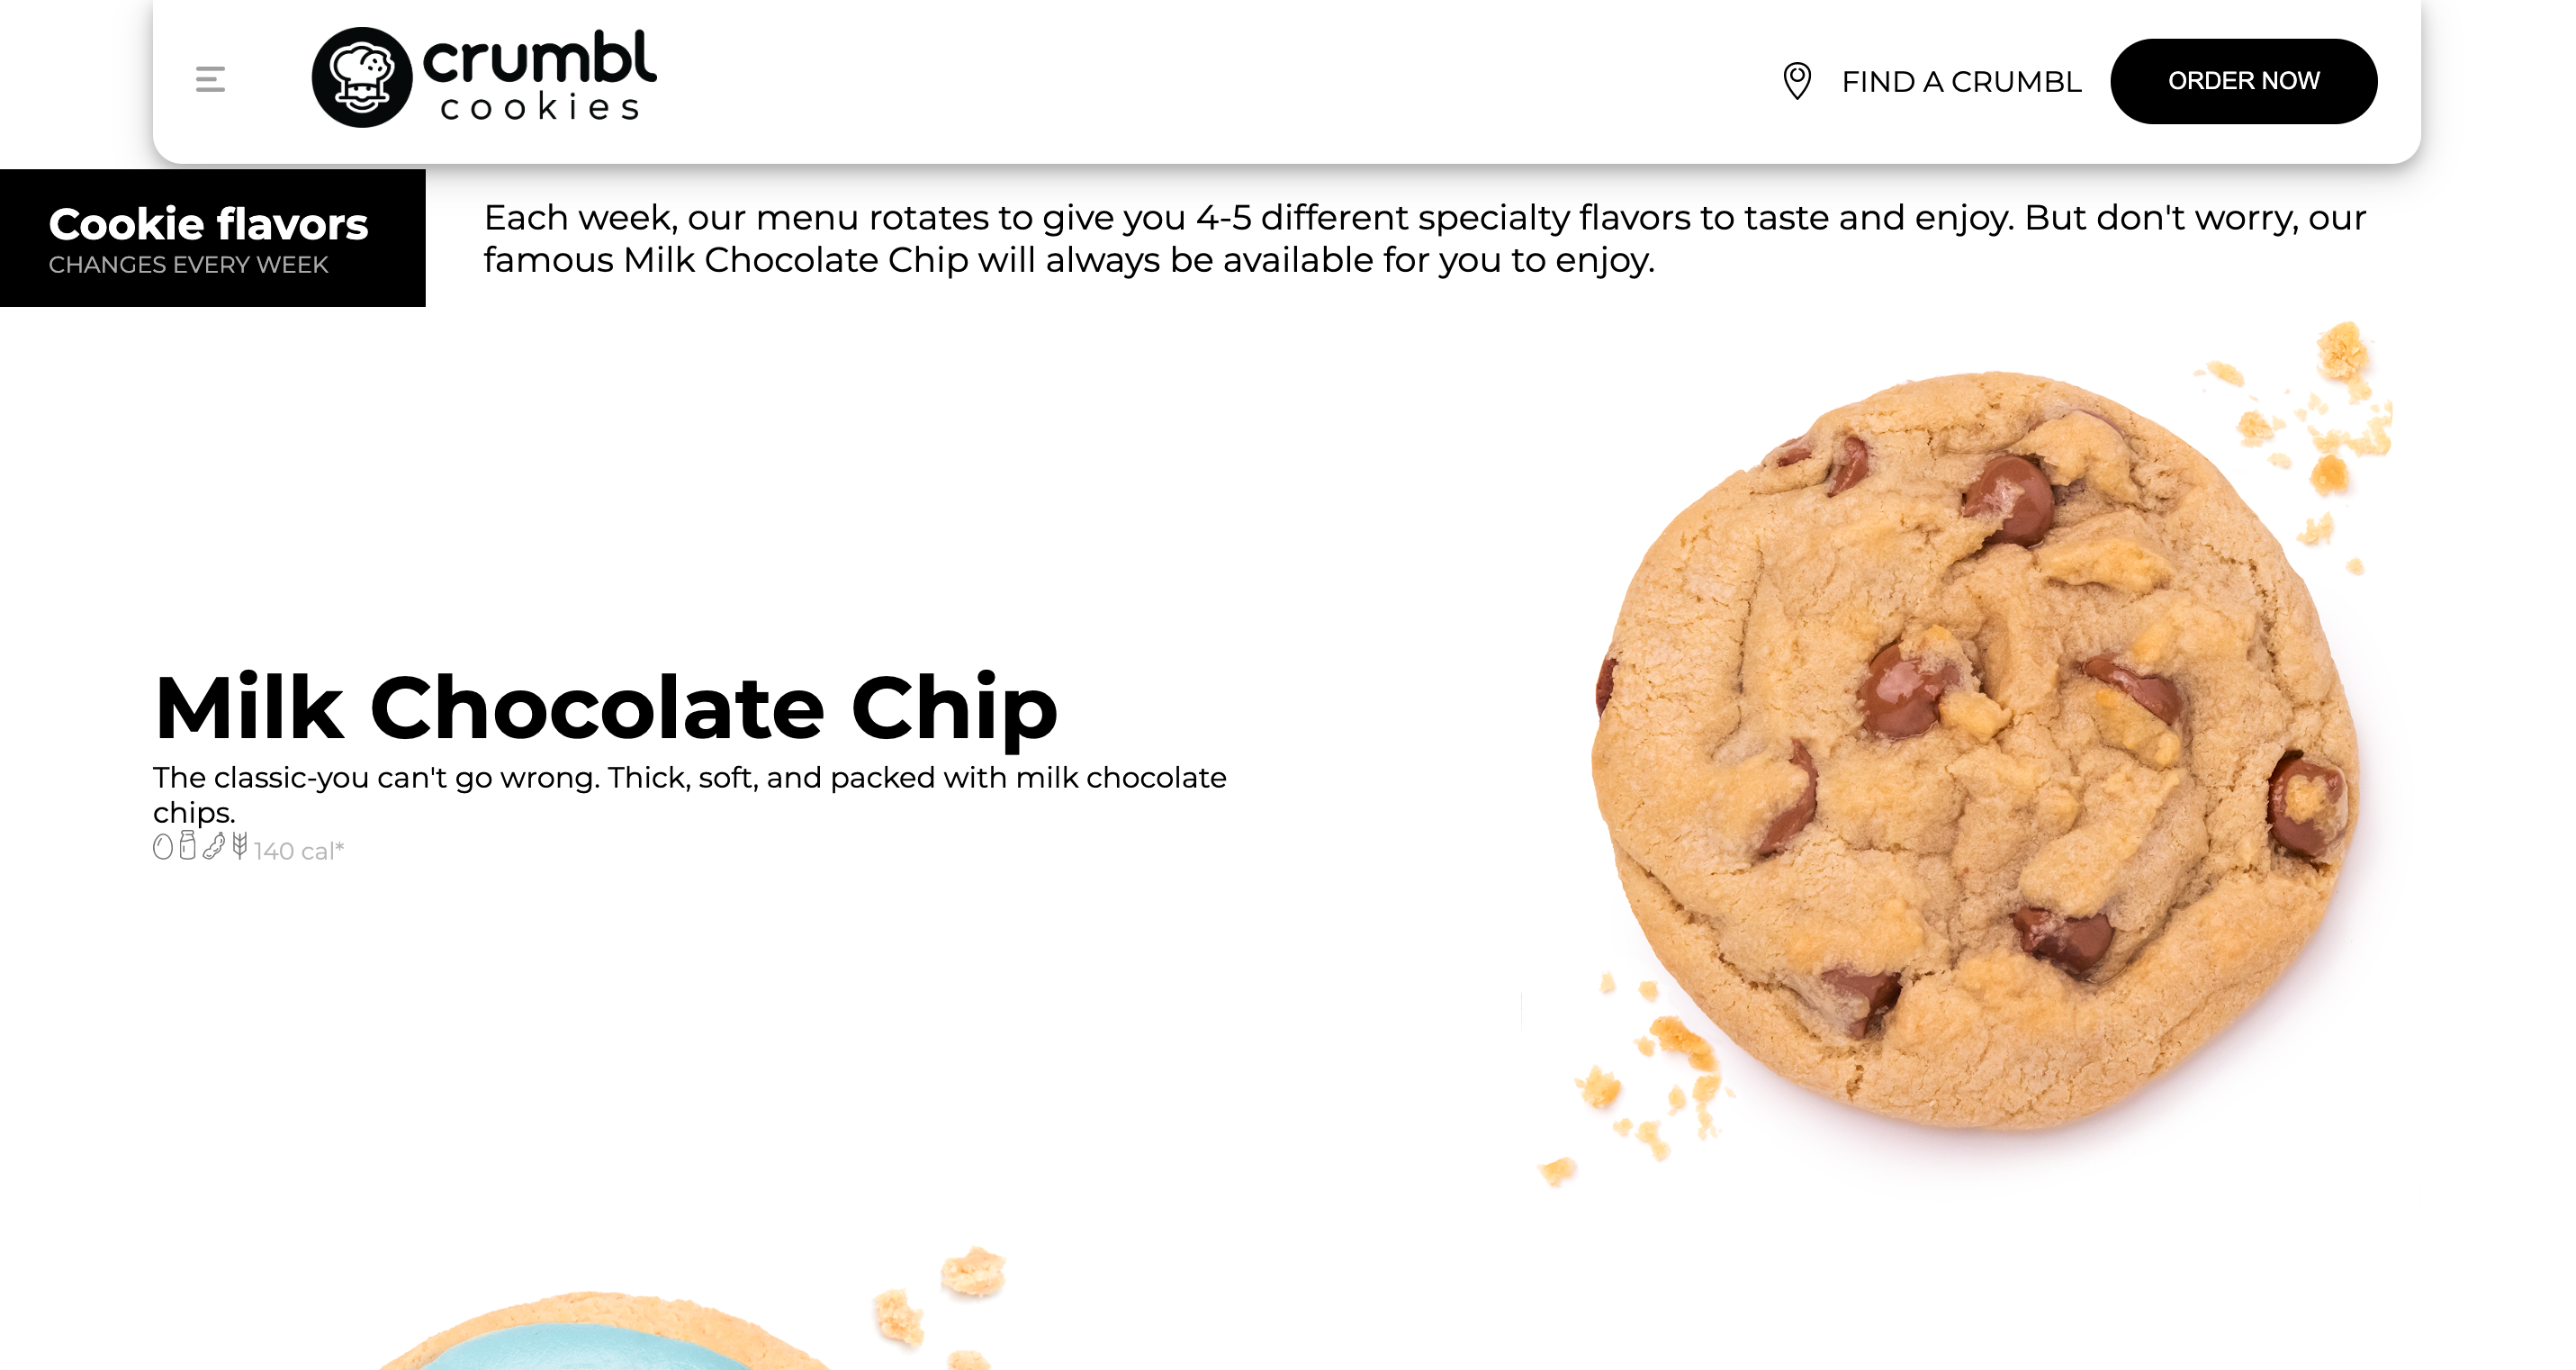 crumbl
cookies
FIND A CRUMBL
ORDER NOW
Cookie flavors
CHANGES EVERY WEEK
Each week, our menu rotates to give you 4-5 different specialty flavors to taste and enjoy. But don't worry, our
famous Milk Chocolate Chip will always be available for you to enjoy.
Milk Chocolate Chip
The classic-you can't go wrong. Thick, soft, and packed with milk chocolate
chips.
140 cal*